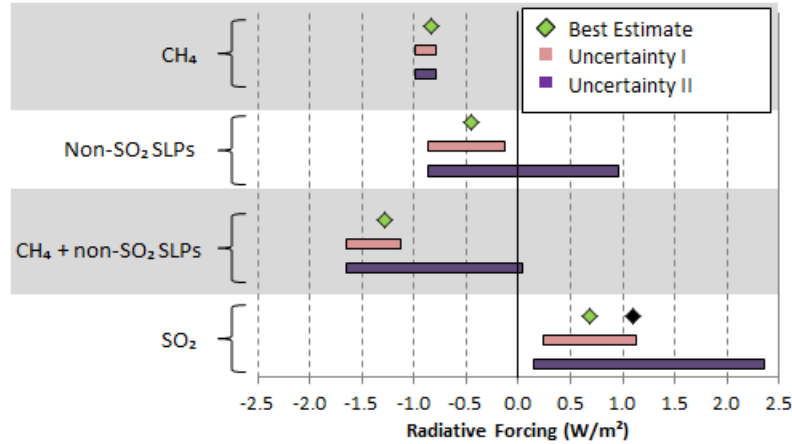 CH₄
Non-SO₂ SLPs
CH₄ + non-SO₂ SLPs
SO₂
Best Estimate
Uncertainty I
Uncertainty II
-2.5 -2.0 -1.5 -1.0 -0.5 0.0 0.5 1.0 1.5 2.0 2.5
Radiative Forcing (W/m²)